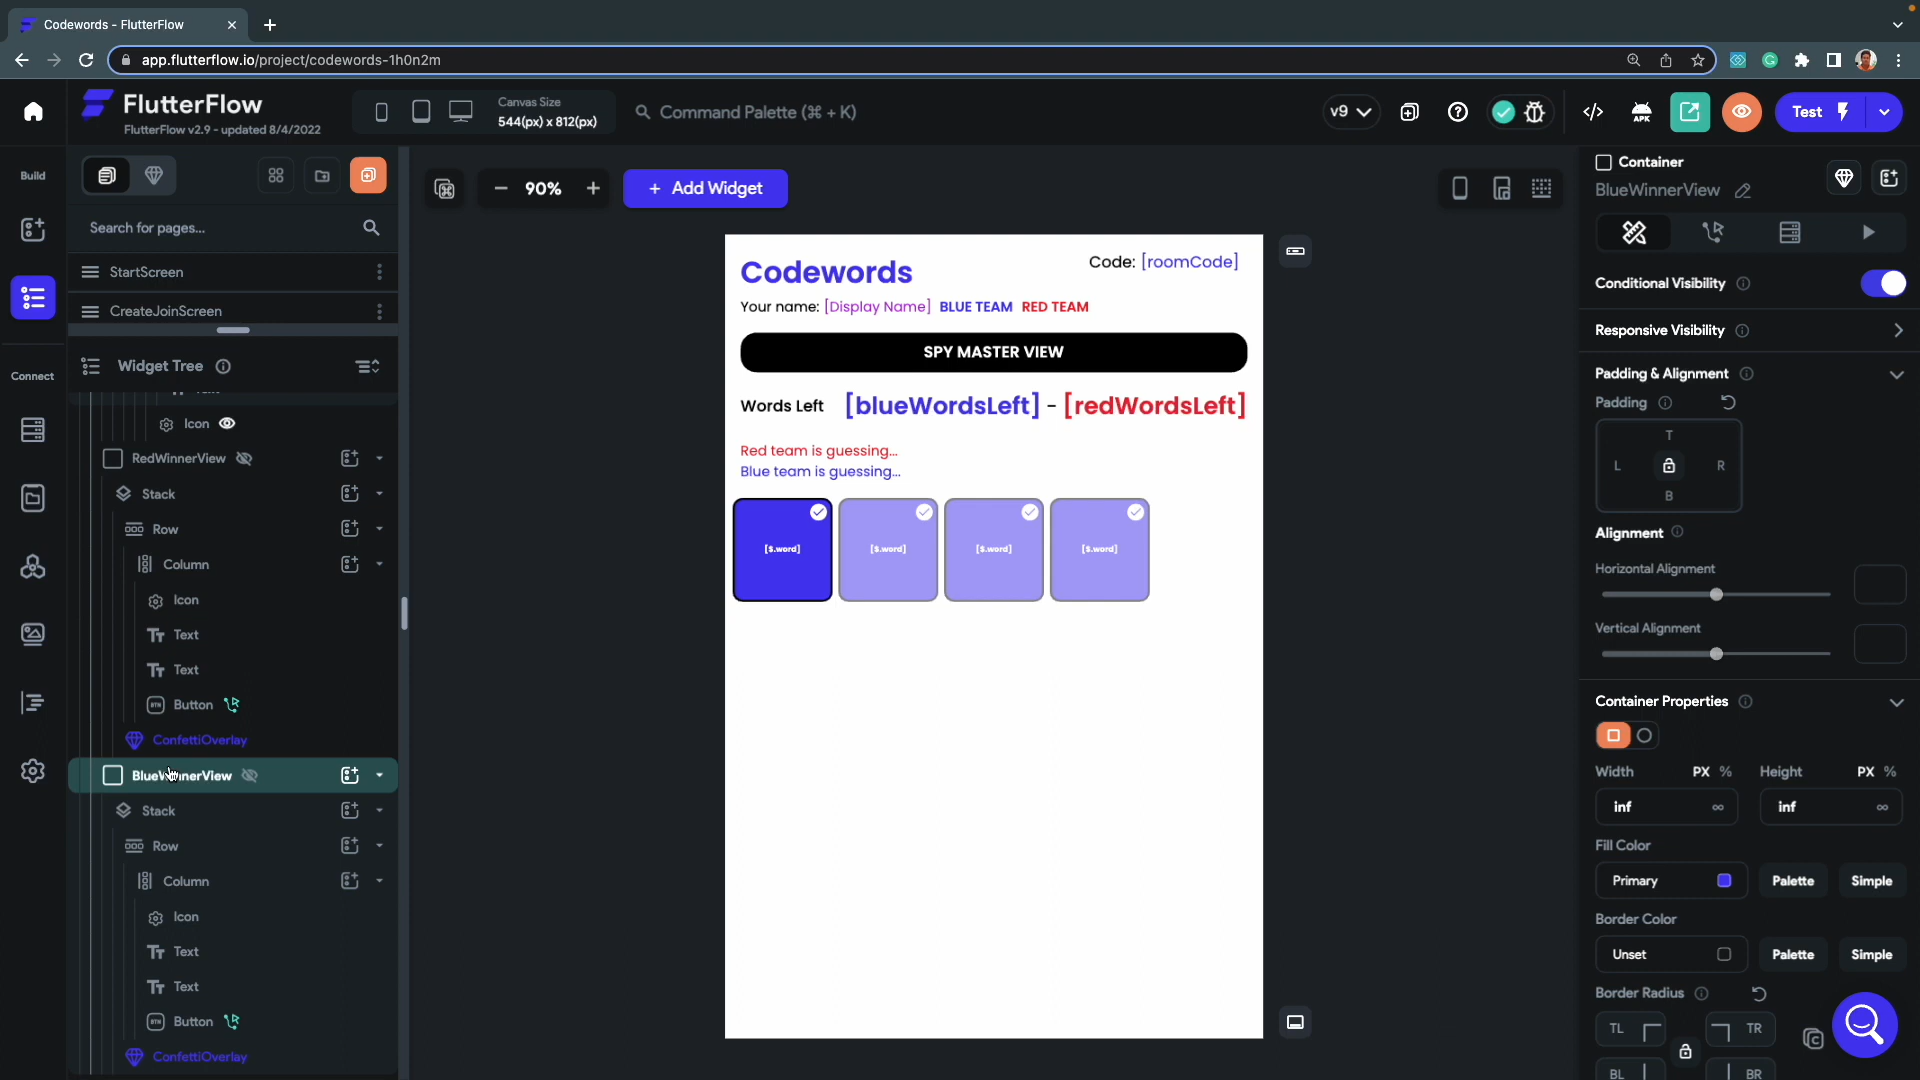 Codewords - FlutterFlow
app.flutterflow.io/project/codewords-1h0n2m
FlutterFlow
FlutterFlow v2.9 - updated 8/4/2022
Canvas Size
544(px) x 812(px)
Command Palette (⌘ + K)
v9
APK
Test
Build
Connect
Search for pages...
StartScreen
CreateJoinScreen
Widget Tree
Icon
RedWinnerView
Stack
Row
Column
Icon
Text
Text
Button
ConfettiOverlay
BlueWinnerView
Stack
Row
Column
Icon
Text
Text
Button
ConfettiOverlay
90%
+ Add Widget
Codewords
Code: [roomCode]
Your name: [Display Name] BLUE TEAM RED TEAM
SPY MASTER VIEW
Words Left [blueWordsLeft] - [redWordsLeft]
Red team is guessing...
Blue team is guessing...
[$.word] [$.word] [$.word] [$.word]
Container
BlueWinnerView
Conditional Visibility
Responsive Visibility
Padding & Alignment
Padding
T
L R
B
Alignment
Horizontal Alignment
Vertical Alignment
Container Properties
Width PX % Height PX %
inf ∞ inf ∞
Fill Color
Primary Palette Simple
Border Color
Unset Palette Simple
Border Radius
TL TR
BL BR